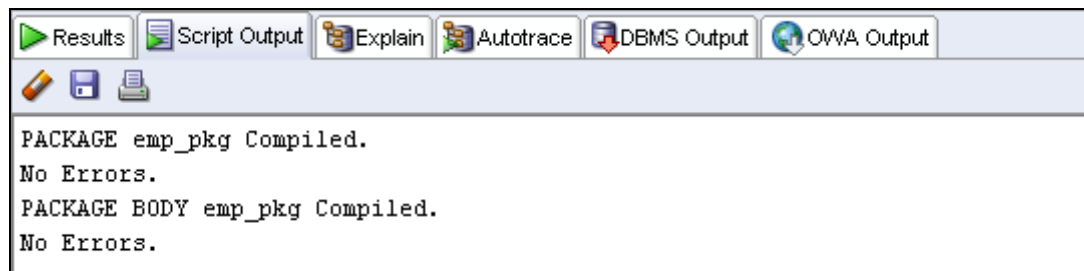 Results Script Output Explain Autotrace DBMS Output OWA Output
PACKAGE emp_pkg Compiled.
No Errors.
PACKAGE BODY emp_pkg Compiled.
No Errors.